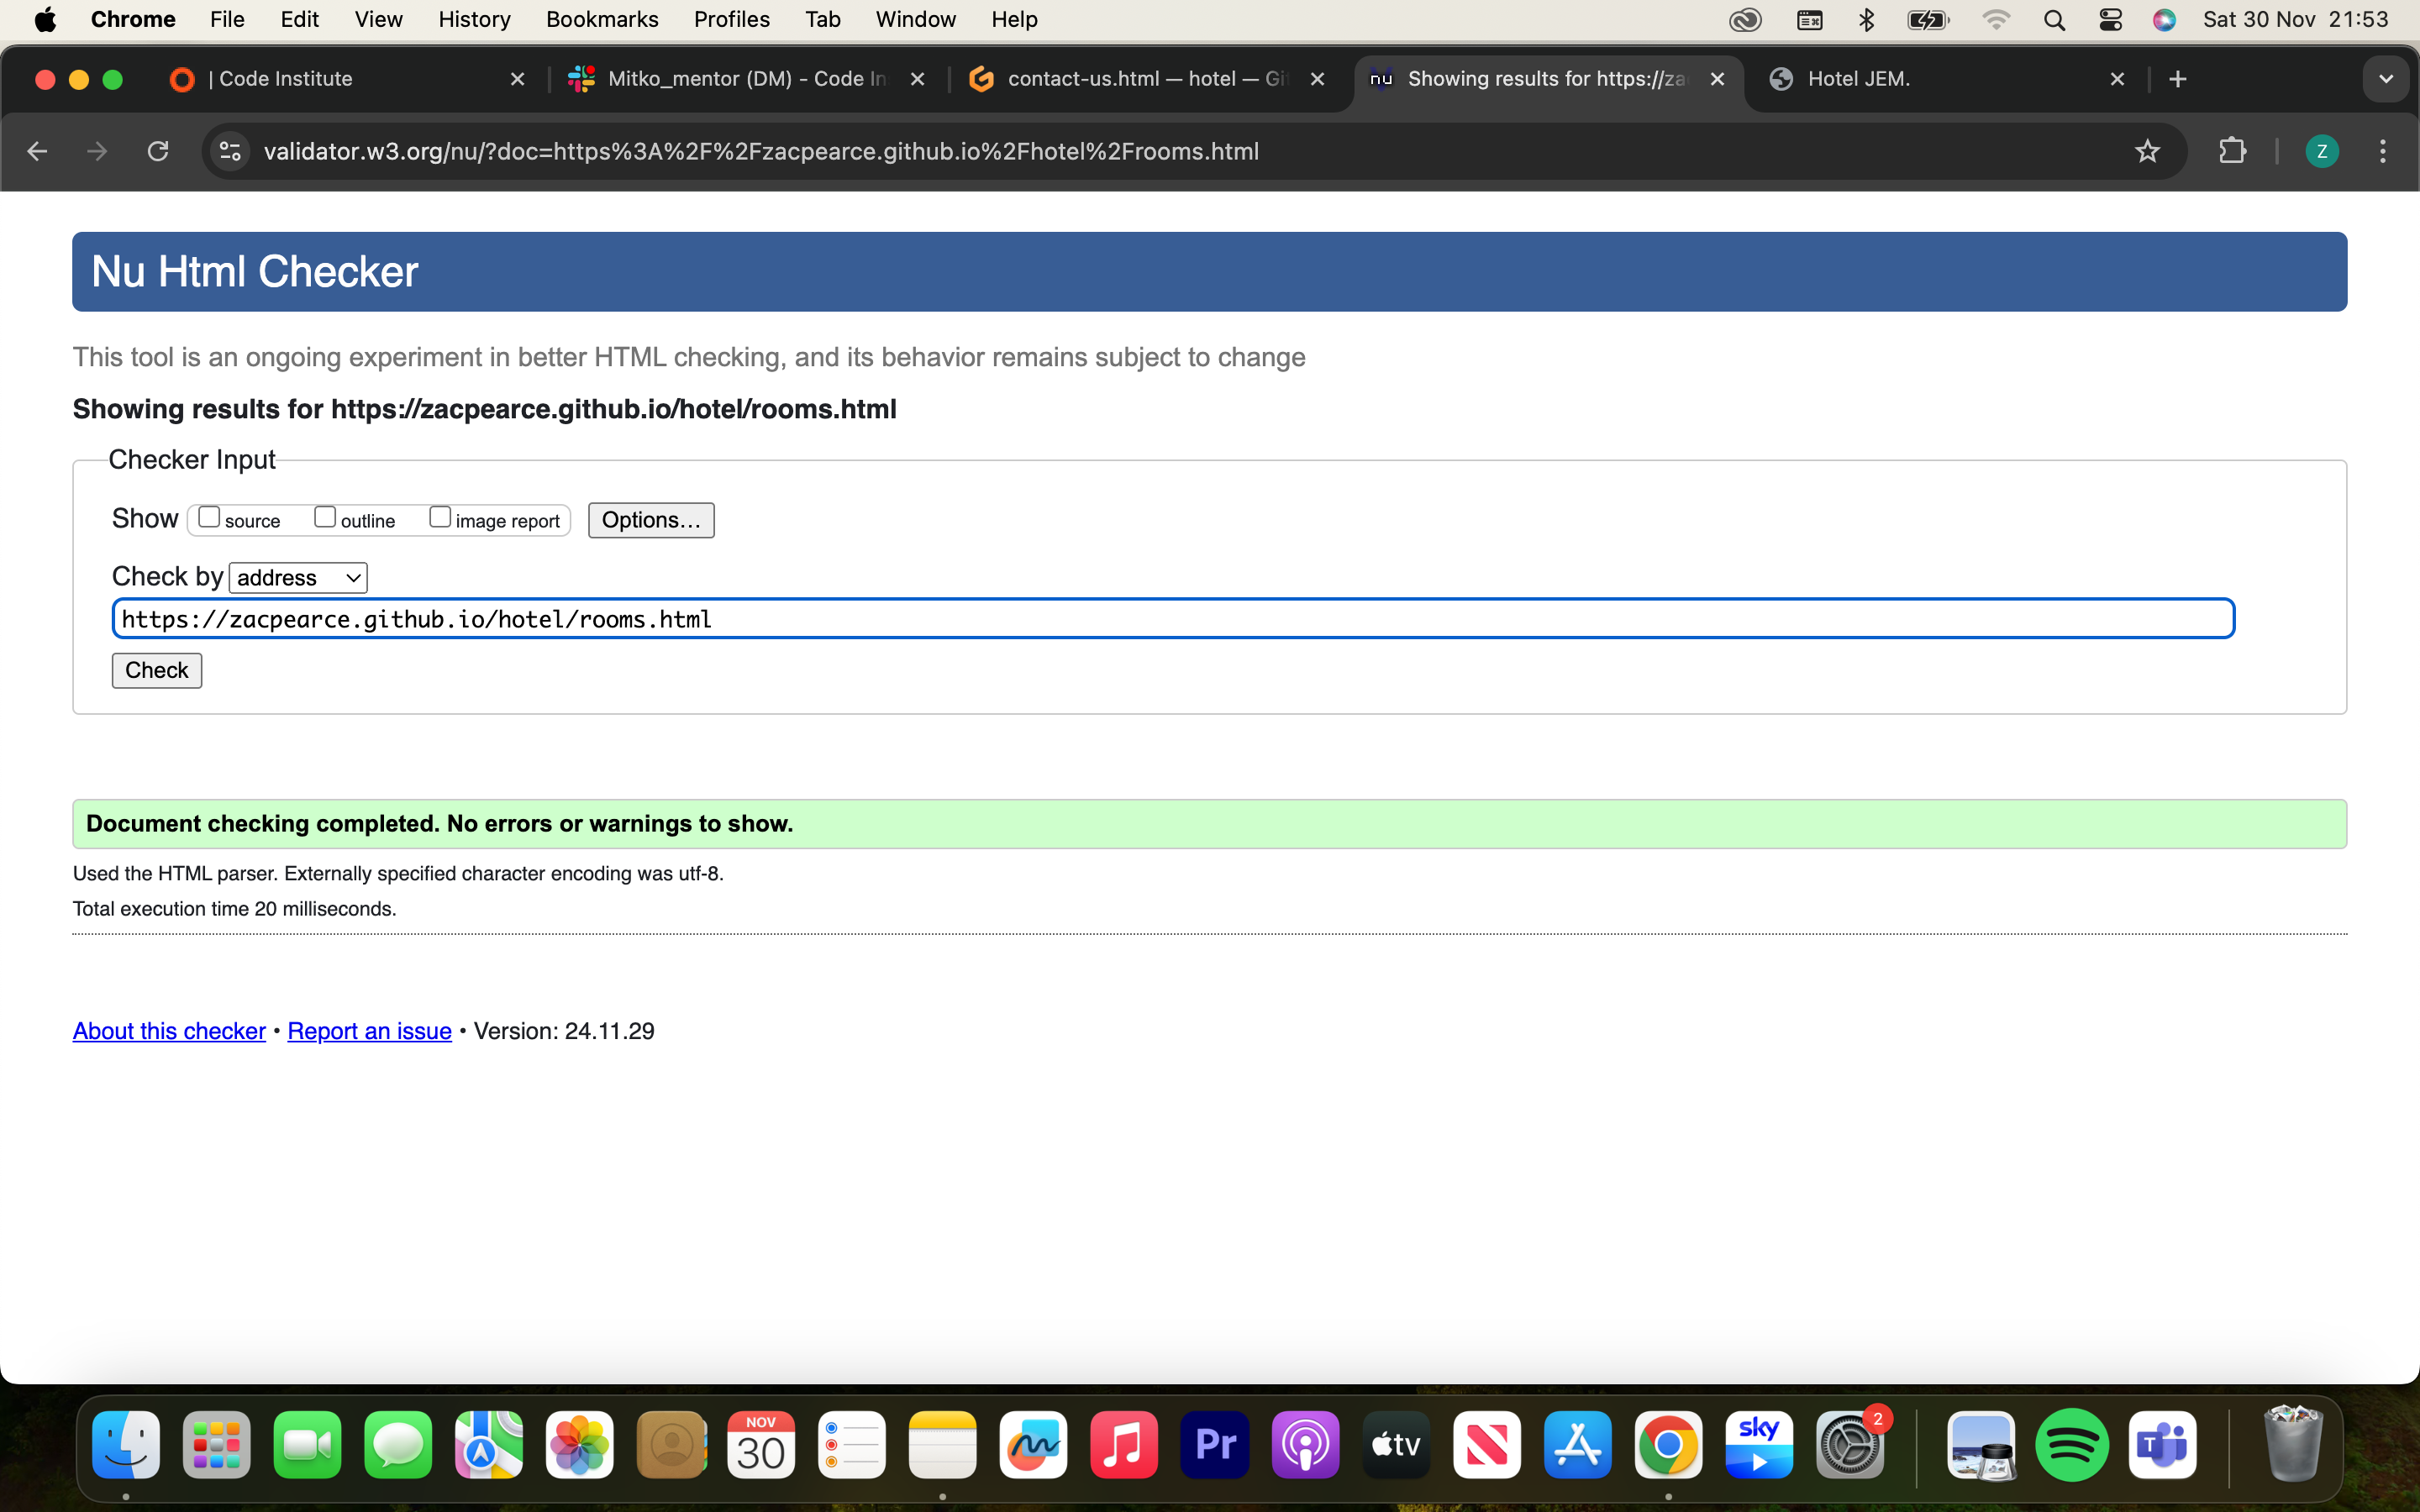 Chrome File Edit View History Bookmarks Profiles Tab Window Help Sat 30 Nov 21:53
| Code Institute Mitko_mentor (DM) - Code In contact-us.html — hotel — Git nu Showing results for https://za Hotel JEM.
validator.w3.org/nu/?doc=https%3A%2F%2Fzacpearce.github.io%2Fhotel%2Frooms.html Z
Nu Html Checker
This tool is an ongoing experiment in better HTML checking, and its behavior remains subject to change
Showing results for https://zacpearce.github.io/hotel/rooms.html
Checker Input
Show source outline image report Options...
Check by address
https://zacpearce.github.io/hotel/rooms.html
Check
Document checking completed. No errors or warnings to show.
Used the HTML parser. Externally specified character encoding was utf-8.
Total execution time 20 milliseconds.
About this checker • Report an issue • Version: 24.11.29
NOV
30
Pr
tv
sky
2
T